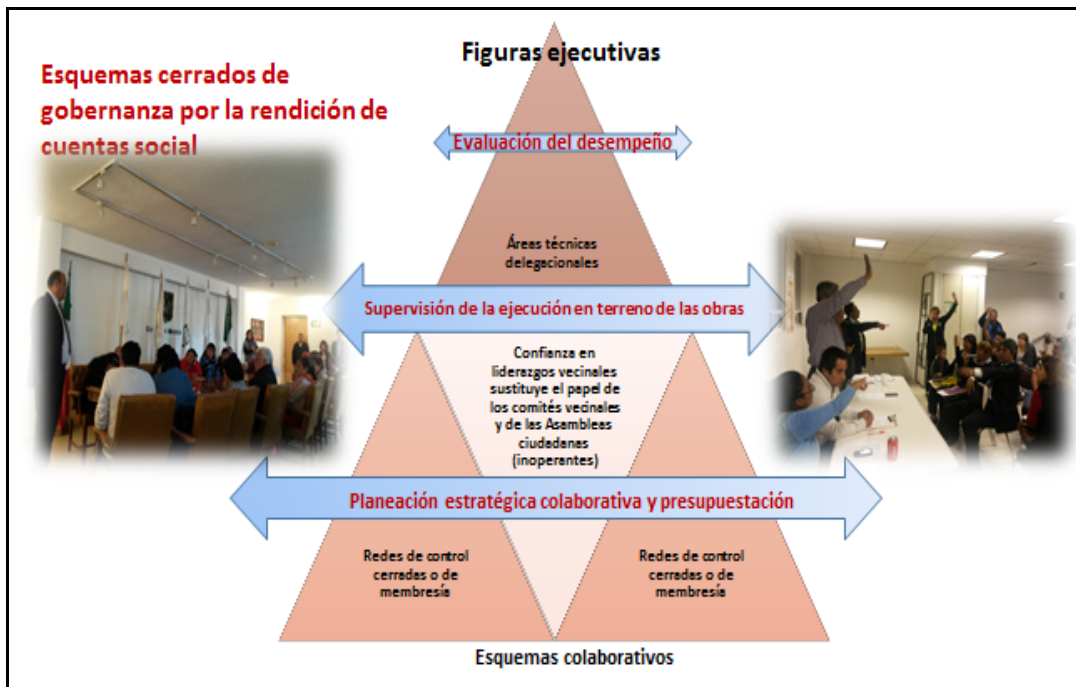 Figuras ejecutivas
Esquemas cerrados de
gobernanza por la rendición de
cuentas social
Evaluación del desempeño
Áreas técnicas
delegacionales
Supervisión de la ejecución en terreno de las obras
Confianza en
liderazgos vecinales
sustituye el papel de
los comités vecinales
y de las Asambleas
ciudadanas
(inoperantes)
Planeación estratégica colaborativa y presupuestación
Redes de control
cerradas o de
membresía
Redes de control
cerradas o de
membresía
Esquemas colaborativos